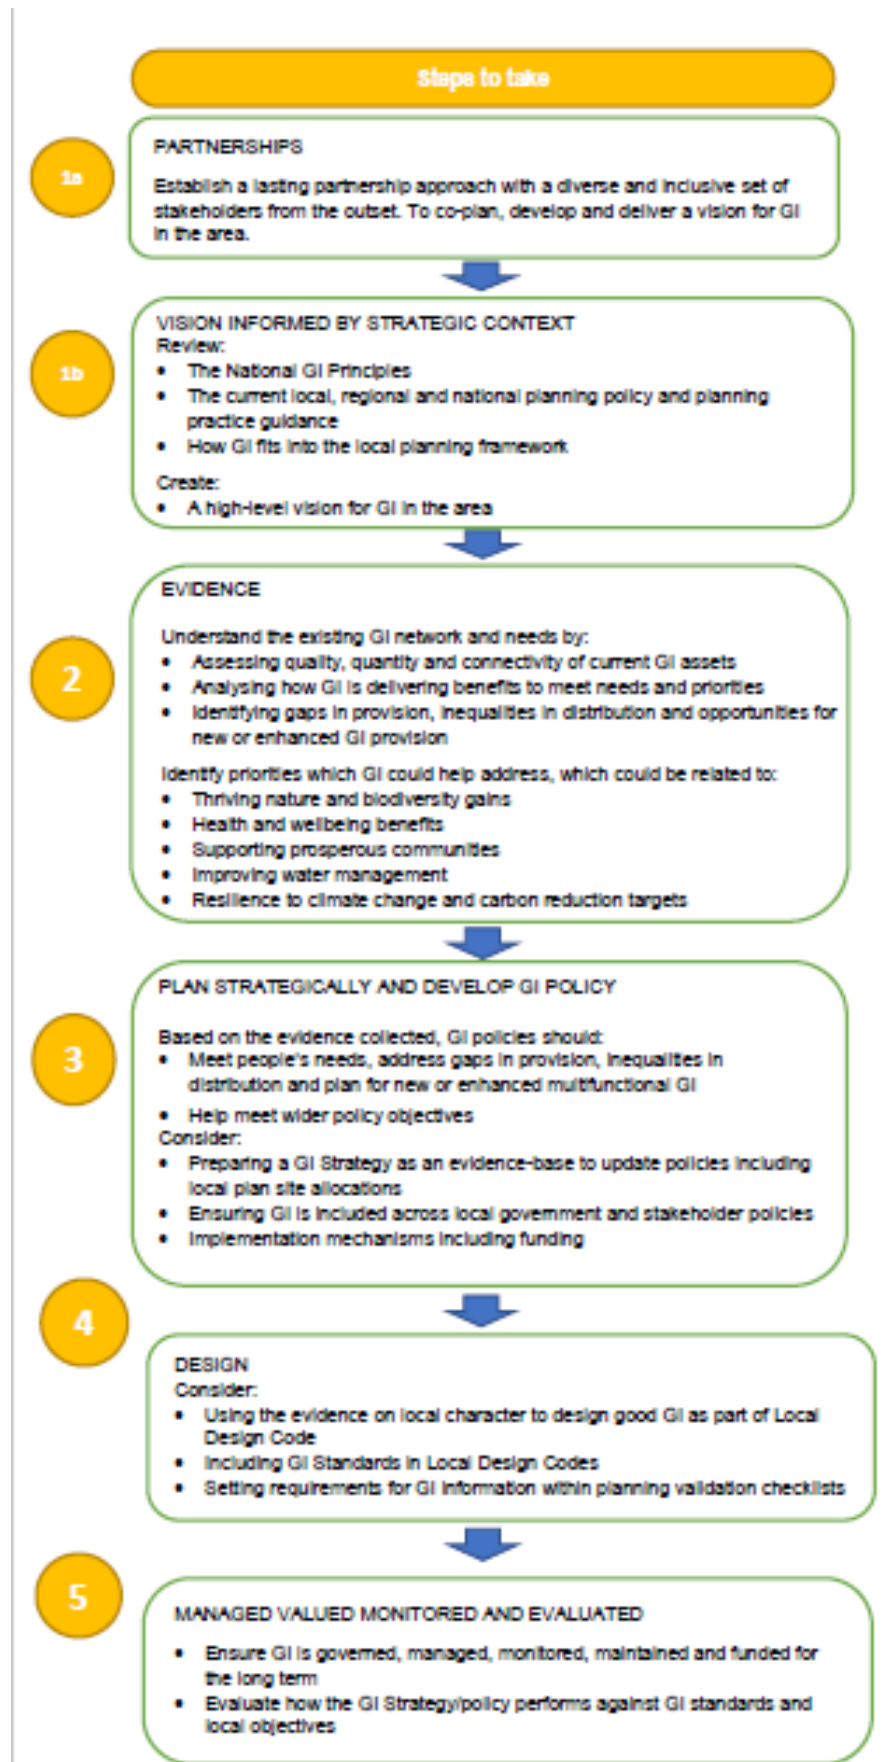 Steps to take
1a
PARTNERSHIPS
Establish a lasting partnership approach with a diverse and inclusive set of
stakeholders from the outset. To co-plan, develop and deliver a vision for GI
in the area.
1b
VISION INFORMED BY STRATEGIC CONTEXT
Review:
• The National GI Principles
• The current local, regional and national planning policy and planning
practice guidance
• How GI fits into the local planning framework
Create:
• A high-level vision for GI in the area
2
EVIDENCE
Understand the existing GI network and needs by:
• Assessing quality, quantity and connectivity of current GI assets
• Analysing how GI is delivering benefits to meet needs and priorities
• Identifying gaps in provision, inequalities in distribution and opportunities for
new or enhanced GI provision
Identify priorities which GI could help address, which could be related to:
• Thriving nature and biodiversity gains
• Health and wellbeing benefits
• Supporting prosperous communities
• Improving water management
• Resilience to climate change and carbon reduction targets
3
PLAN STRATEGICALLY AND DEVELOP GI POLICY
Based on the evidence collected, GI policies should:
• Meet people's needs, address gaps in provision, inequalities in
distribution and plan for new or enhanced multifunctional GI
• Help meet wider policy objectives
Consider:
• Preparing a GI Strategy as an evidence-base to update policies including
local plan site allocations
• Ensuring GI is included across local government and stakeholder policies
• Implementation mechanisms including funding
4
DESIGN
Consider:
• Using the evidence on local character to design good GI as part of Local
Design Code
• Including GI Standards in Local Design Codes
• Setting requirements for GI information within planning validation checklists
5
MANAGED VALUED MONITORED AND EVALUATED
• Ensure GI is governed, managed, monitored, maintained and funded for
the long term
• Evaluate how the GI Strategy/policy performs against GI standards and
local objectives